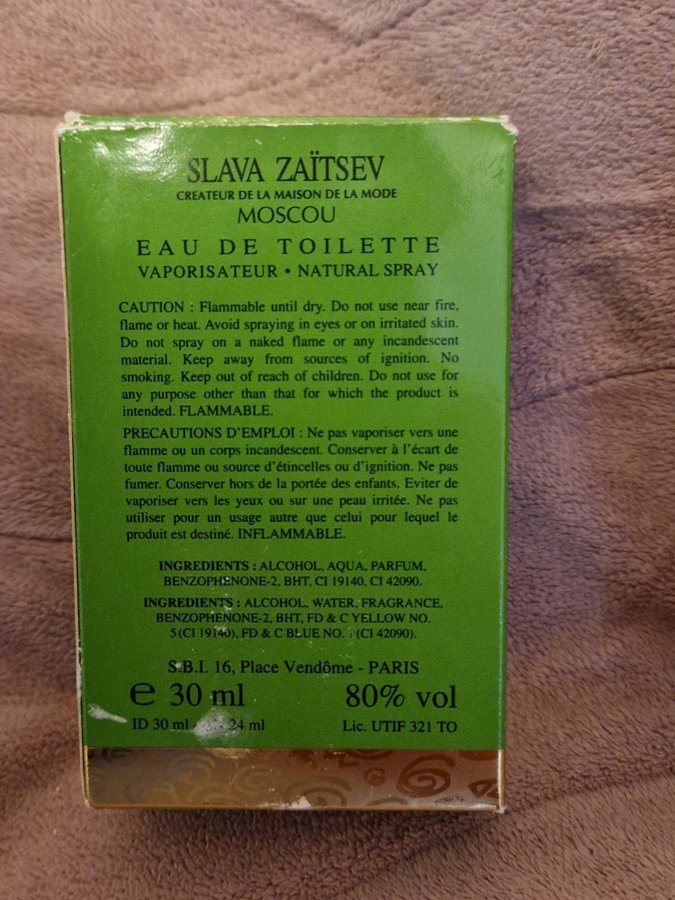 SLAVA ZAÏTSEV
CREATEUR DE LA MAISON DE LA MODE
MOSCOU
EAU DE TOILETTE
VAPORISATEUR • NATURAL SPRAY
CAUTION : Flammable until dry. Do not use near fire,
flame or heat. Avoid spraying in eyes or on irritated skin.
Do not spray on a naked flame or any incandescent
material. Keep away from sources of ignition. No
smoking. Keep out of reach of children. Do not use for
any purpose other than that for which the product is
intended. FLAMMABLE.
PRECAUTIONS D'EMPLOI : Ne pas vaporiser vers une
flamme ou un corps incandescent. Conserver à l'écart de
toute flamme ou source d'étincelles ou d'ignition. Ne pas
fumer. Conserver hors de la portée des enfants. Eviter de
vaporiser vers les yeux ou sur une peau irritée. Ne pas
utiliser pour un usage autre que celui pour lequel le
produit est destiné. INFLAMMABLE.
INGREDIENTS : ALCOHOL, AQUA, PARFUM,
BENZOPHENONE-2, BHT, CI 19140, CI 42090.
INGREDIENTS : ALCOHOL, WATER, FRAGRANCE,
BENZOPHENONE-2, BHT, FD & C YELLOW NO.
5 (CI 19140), FD & C BLUE NO. 1 (CI 42090).
S.B.I. 16, Place Vendôme - PARIS
e 30 ml 80% vol
ID 30 ml - 24 ml Lic. UTIF 321 TO